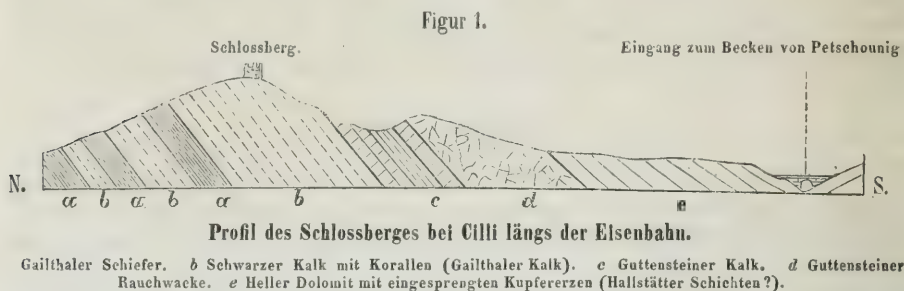 Figur 1.
Schlossberg.
Eingang zum Becken von Petschounig
N.
S.
a b a b a b c d e
Profil des Schlossberges bei Cilli längs der Eisenbahn.
Gailthaler Schiefer. b Schwarzer Kalk mit Korallen (Gailthaler Kalk). c Guttensteiner Kalk. d Guttensteiner
Rauchwacke. e Heller Dolomit mit eingesprengten Kupfererzen (Hallstätter Schichten?).